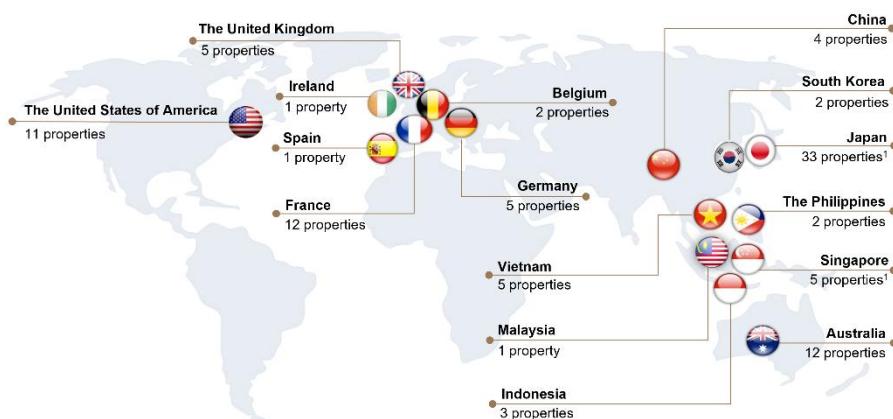 The United Kingdom
5 properties
China
4 properties
Ireland
1 property
Belgium
2 properties
South Korea
2 properties
The United States of America
11 properties
Spain
1 property
Japan
33 properties¹
Germany
5 properties
France
12 properties
The Philippines
2 properties
Vietnam
5 properties
Singapore
5 properties¹
Malaysia
1 property
Australia
12 properties
Indonesia
3 properties